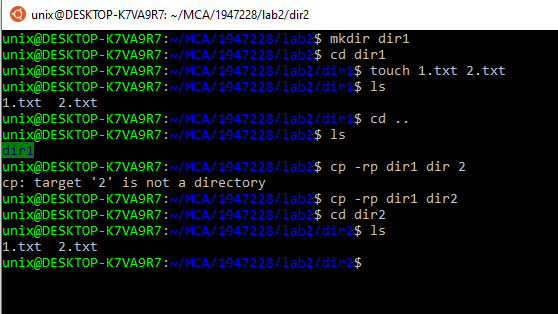 unix@DESKTOP-K7VA9R7: ~/MCA/1947228/lab2/dir2
unix@DESKTOP-K7VA9R7:~/MCA/1947228/lab2$ mkdir dir1
unix@DESKTOP-K7VA9R7:~/MCA/1947228/lab2$ cd dir1
unix@DESKTOP-K7VA9R7:~/MCA/1947228/lab2/dir1$ touch 1.txt 2.txt
unix@DESKTOP-K7VA9R7:~/MCA/1947228/lab2/dir1$ ls
1.txt  2.txt
unix@DESKTOP-K7VA9R7:~/MCA/1947228/lab2/dir1$ cd ..
unix@DESKTOP-K7VA9R7:~/MCA/1947228/lab2$ ls
dir1
unix@DESKTOP-K7VA9R7:~/MCA/1947228/lab2$ cp -rp dir1 dir 2
cp: target '2' is not a directory
unix@DESKTOP-K7VA9R7:~/MCA/1947228/lab2$ cp -rp dir1 dir2
unix@DESKTOP-K7VA9R7:~/MCA/1947228/lab2$ cd dir2
unix@DESKTOP-K7VA9R7:~/MCA/1947228/lab2/dir2$ ls
1.txt  2.txt
unix@DESKTOP-K7VA9R7:~/MCA/1947228/lab2/dir2$